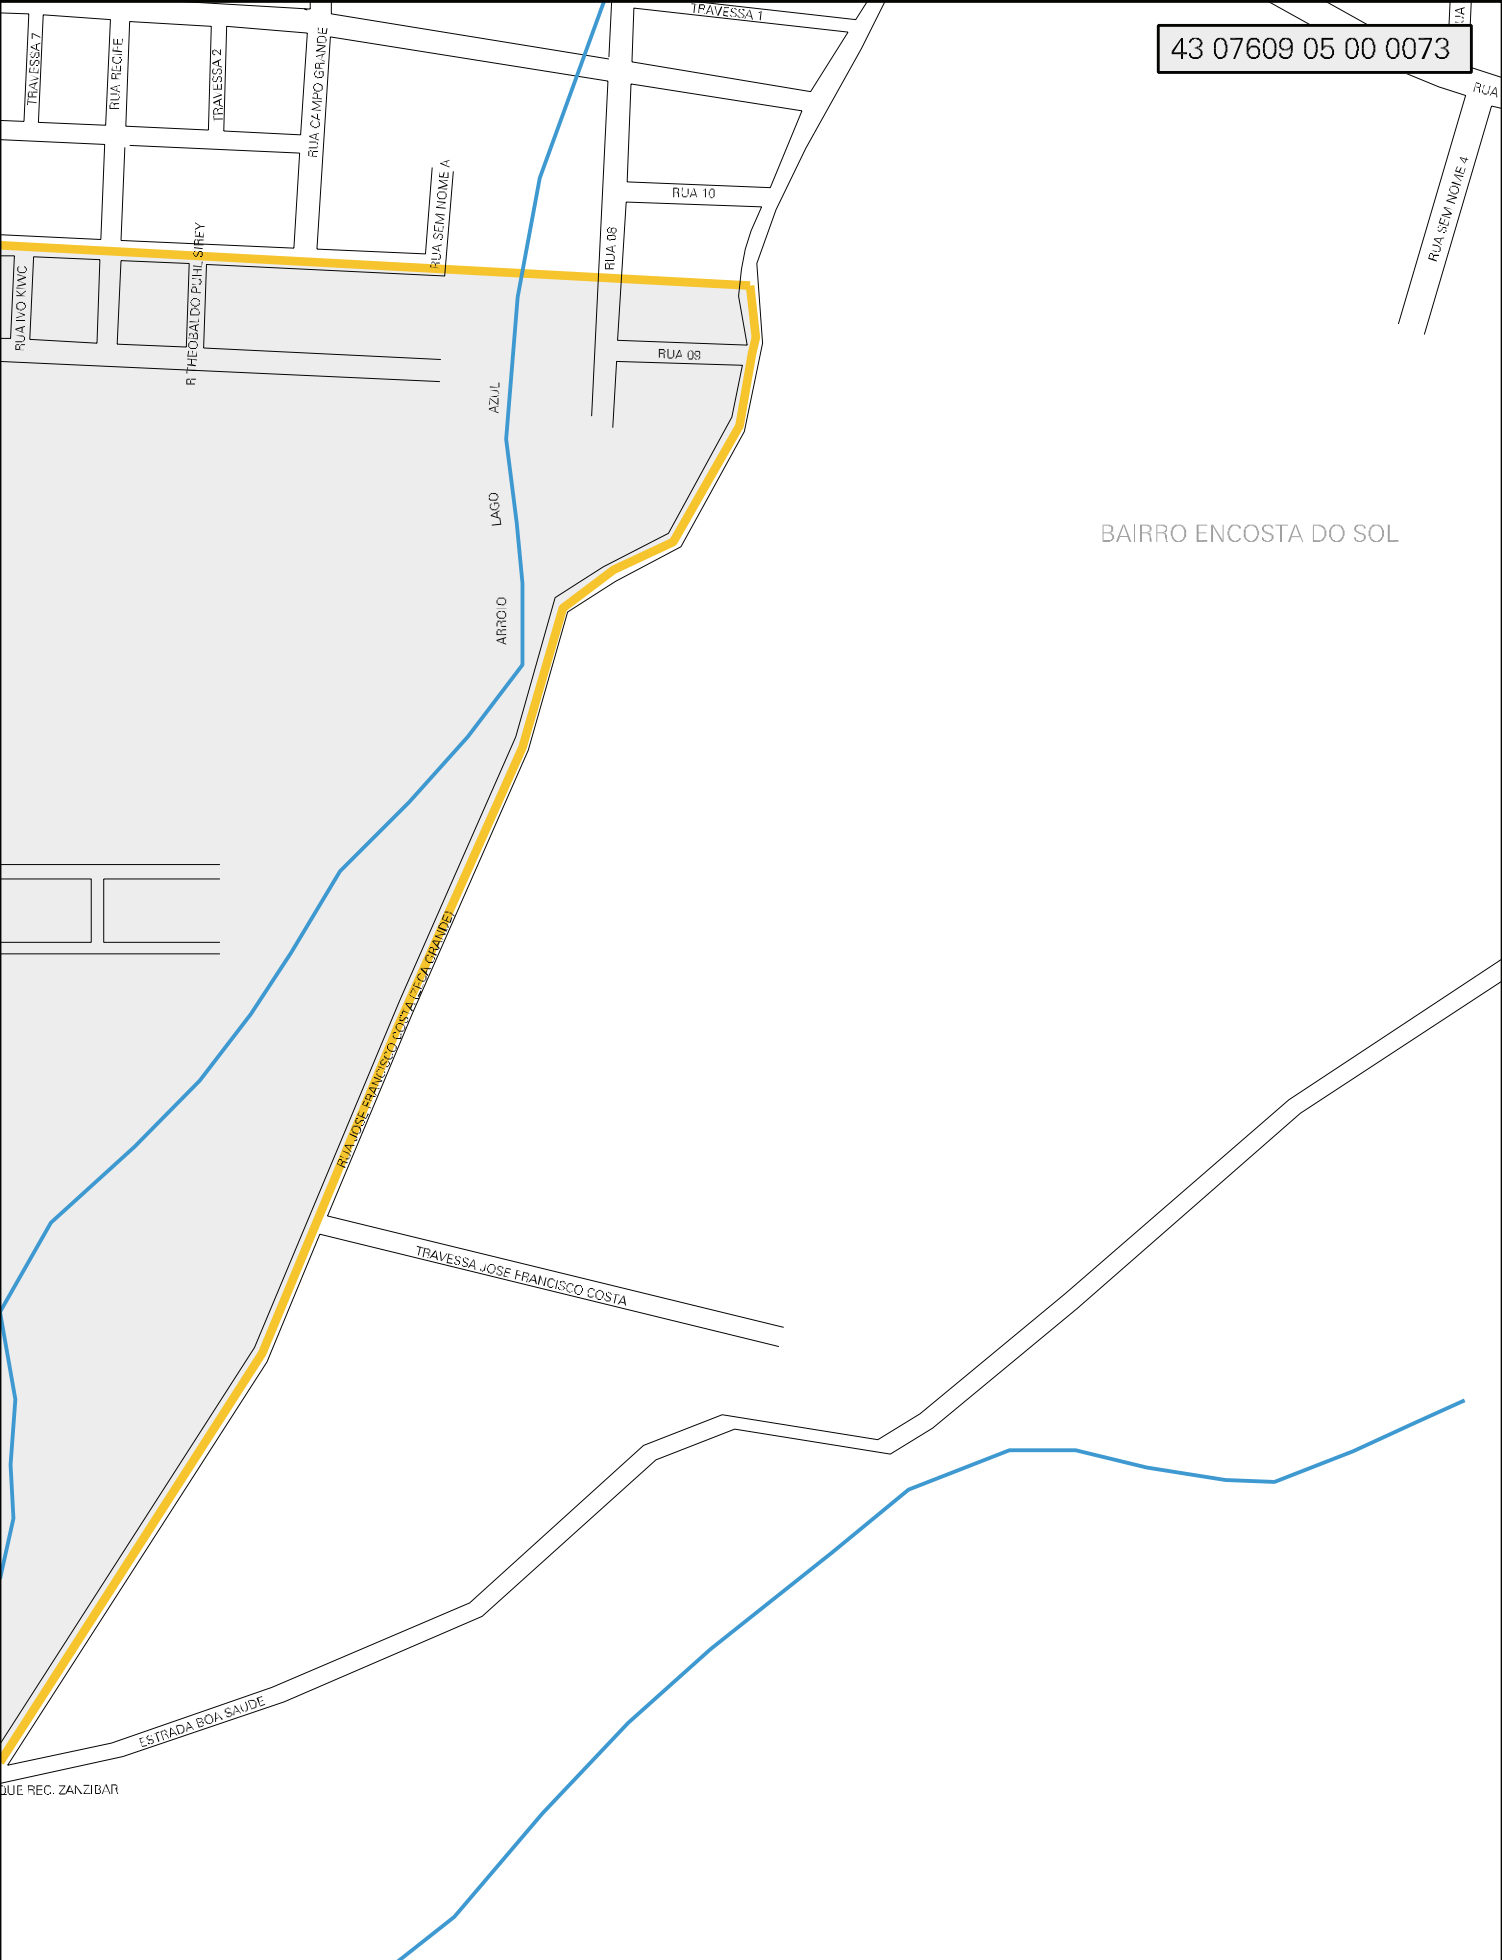 TRAVESSA 1
RUA
43 07609 05 00 0073
RUA
TRAVESSA 7
RUA RECIFE
TRAVESSA 2
RUA CAMPO GRANDE
RUA SEM NOME A
RUA 10
RUA SEM NOME 4
RUA 08
RUA IVO KIWC
R THEOBALDO PUHL SIREY
RUA 09
AZUL
LAGO
ARROIO
BAIRRO ENCOSTA DO SOL
RUA JOSE FRANCISCO COSTA (ZECA GRANDE)
TRAVESSA JOSE FRANCISCO COSTA
ESTRADA BOA SAUDE
QUE REC. ZANZIBAR